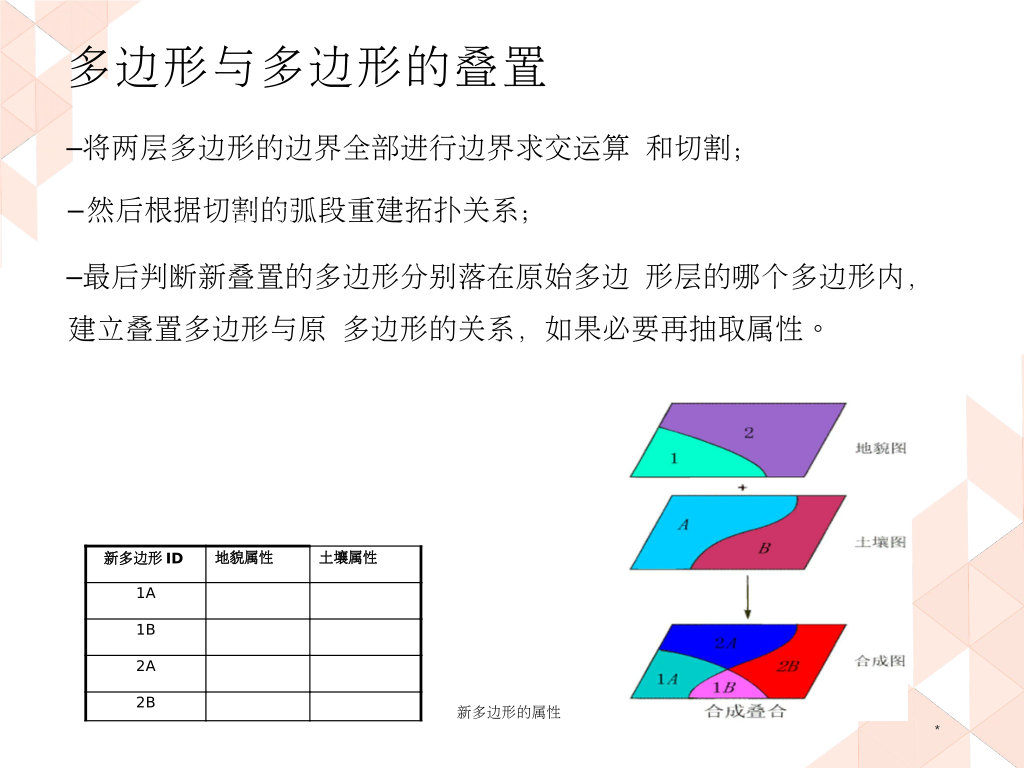 多边形与多边形的叠置
–将两层多边形的边界全部进行边界求交运算 和切割；
–然后根据切割的弧段重建拓扑关系；
–最后判断新叠置的多边形分别落在原始多边 形层的哪个多边形内，
建立叠置多边形与原 多边形的关系，如果必要再抽取属性。
2
1
地貌图
+
A
B
土壤图
2A
2B
1A
1B
合成图
合成叠合
新多边形 ID 地貌属性 土壤属性
1A
1B
2A
2B
新多边形的属性
*